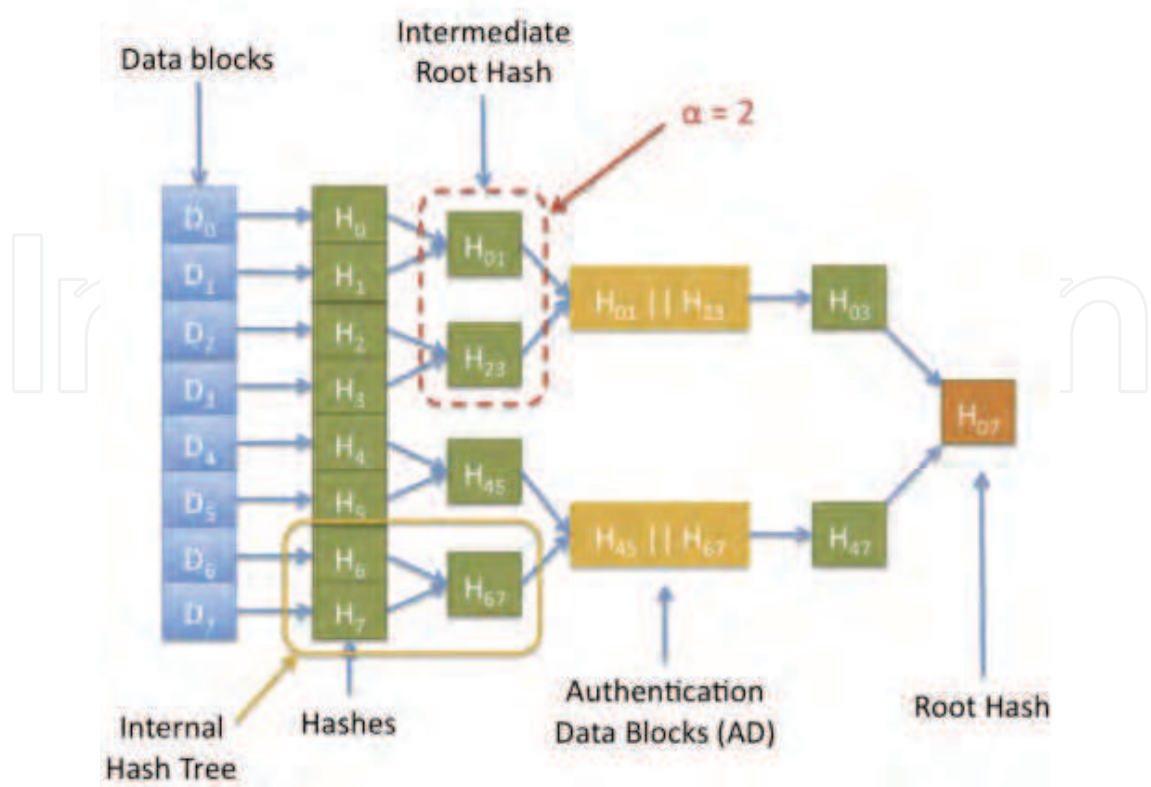 Data blocks
Intermediate
Root Hash
α = 2
D₀
H₀
H₀₁
D₁
H₁
H₀₁ || H₂₃
H₀₃
D₂
H₂
H₂₃
D₃
H₃
H₀₇
D₄
H₄
H₄₅
D₅
H₅
H₄₅ || H₆₇
H₄₇
D₆
H₆
H₆₇
D₇
H₇
Internal
Hash Tree
Hashes
Authentication
Data Blocks (AD)
Root Hash